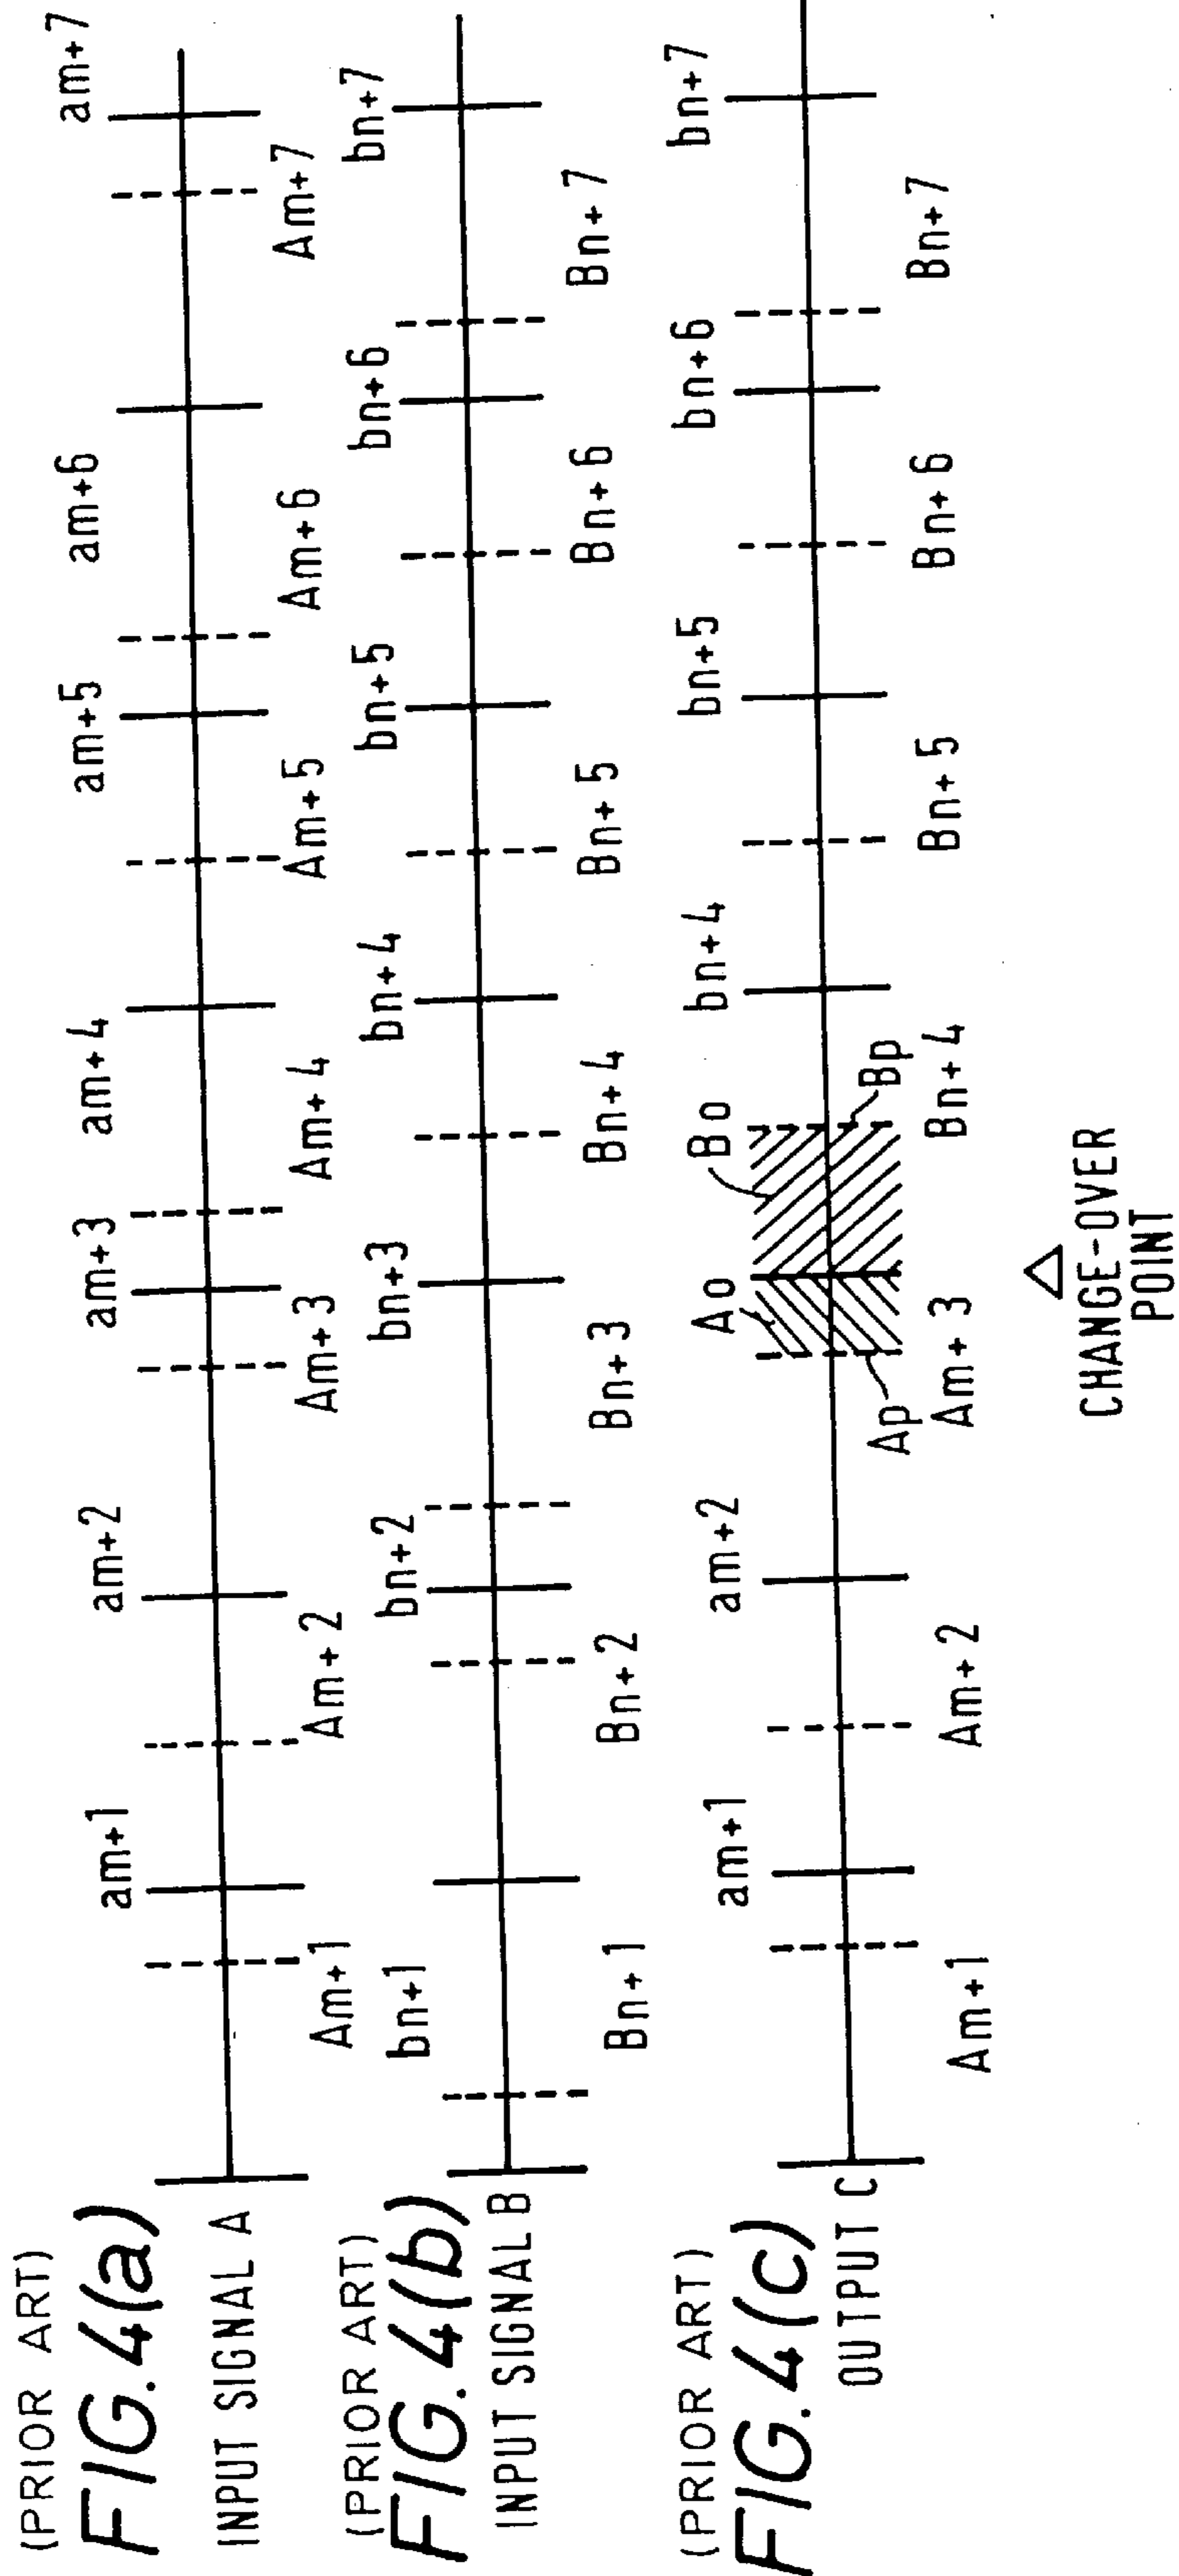 (PRIOR ART)
FIG. 4(a)
INPUT SIGNAL A
am+1 am+2 am+3 am+4 am+5 am+6 am+7
Am+1 Am+2 Am+3 Am+4 Am+5 Am+6 Am+7
(PRIOR ART)
FIG. 4(b)
INPUT SIGNAL B
bn+1 bn+2 bn+3 bn+4 bn+5 bn+6 bn+7
Bn+1 Bn+2 Bn+3 Bn+4 Bn+5 Bn+6 Bn+7
(PRIOR ART)
FIG. 4(c)
OUTPUT C
am+1 am+2 Ao Bo bn+4 bn+5 bn+6 bn+7
Ap Bp
Am+1 Am+2 Am+3 Bn+4 Bn+5 Bn+6 Bn+7
CHANGE-OVER
POINT